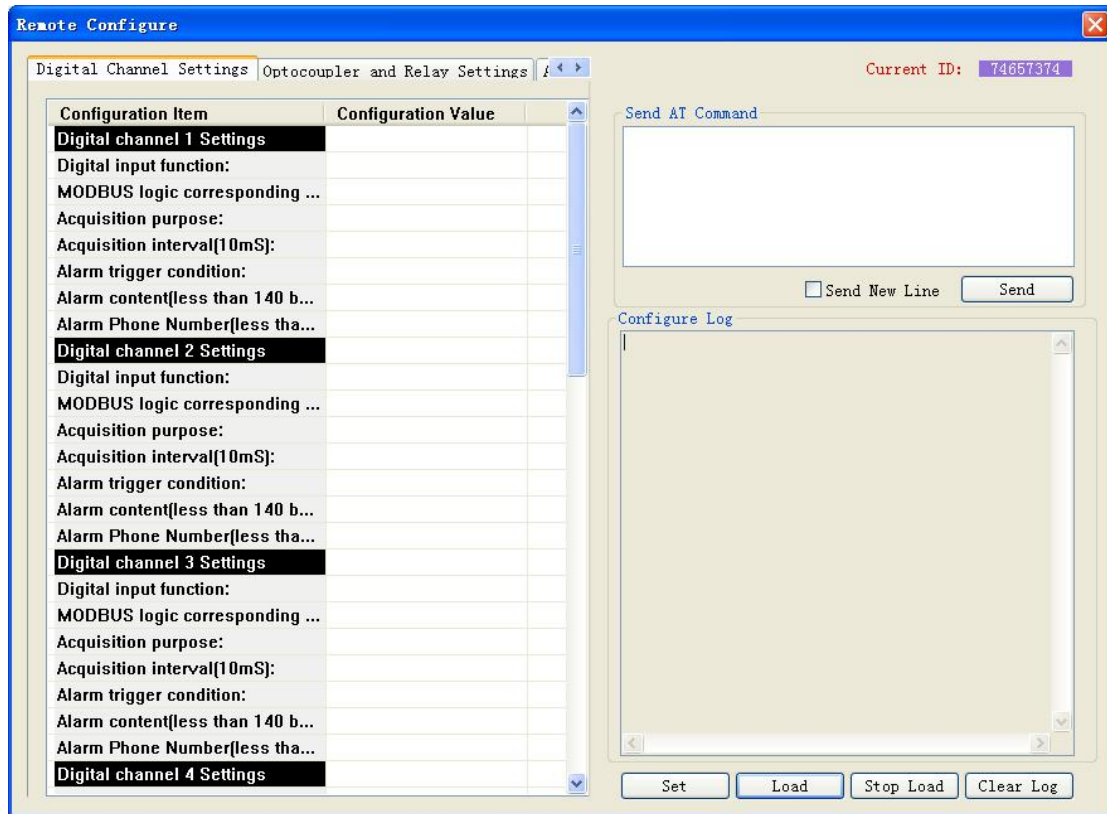 Remote Configure
Digital Channel Settings
Optocoupler and Relay Settings
Current ID: 74657374
Configuration Item Configuration Value
Digital channel 1 Settings
Digital input function:
MODBUS logic corresponding ...
Acquisition purpose:
Acquisition interval(10mS):
Alarm trigger condition:
Alarm content(less than 140 b...
Alarm Phone Number(less tha...
Digital channel 2 Settings
Digital input function:
MODBUS logic corresponding ...
Acquisition purpose:
Acquisition interval(10mS):
Alarm trigger condition:
Alarm content(less than 140 b...
Alarm Phone Number(less tha...
Digital channel 3 Settings
Digital input function:
MODBUS logic corresponding ...
Acquisition purpose:
Acquisition interval(10mS):
Alarm trigger condition:
Alarm content(less than 140 b...
Alarm Phone Number(less tha...
Digital channel 4 Settings
Send AT Command
Send New Line
Send
Configure Log
Set
Load
Stop Load
Clear Log